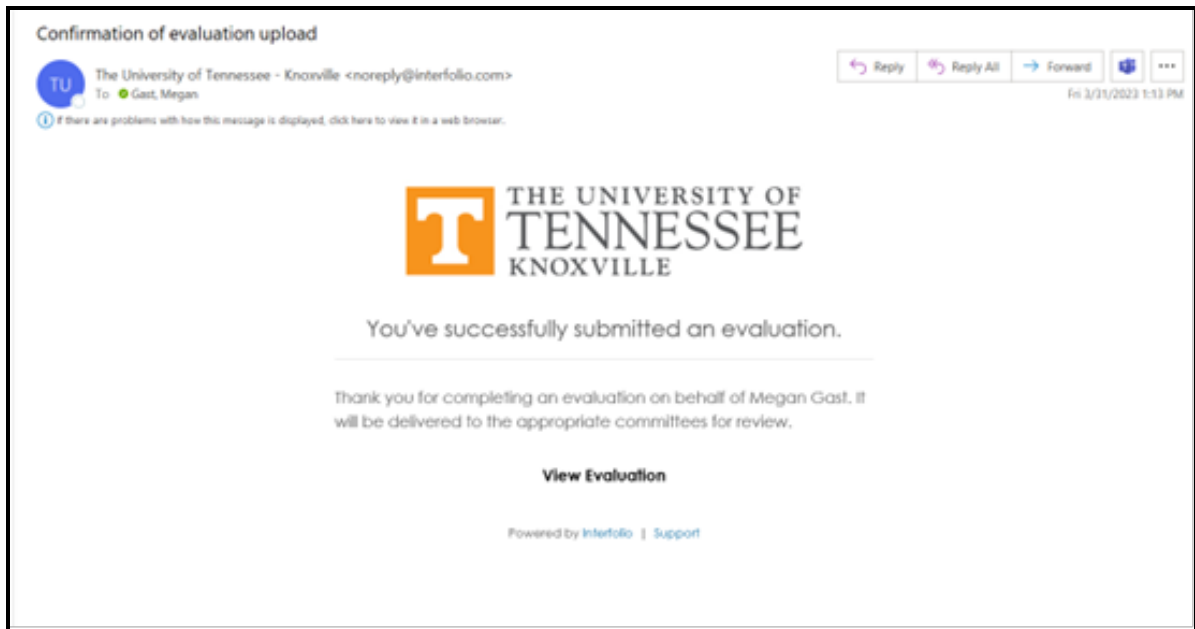 Confirmation of evaluation upload
TU
The University of Tennessee - Knoxville <noreply@interfolio.com>
To Gast, Megan
Reply
Reply All
Forward
Fri 3/31/2023 1:13 PM
If there are problems with how this message is displayed, click here to view it in a web browser.
T
THE UNIVERSITY OF
TENNESSEE
KNOXVILLE
You've successfully submitted an evaluation.
Thank you for completing an evaluation on behalf of Megan Gast. It
will be delivered to the appropriate committees for review.
View Evaluation
Powered by Interfolio | Support